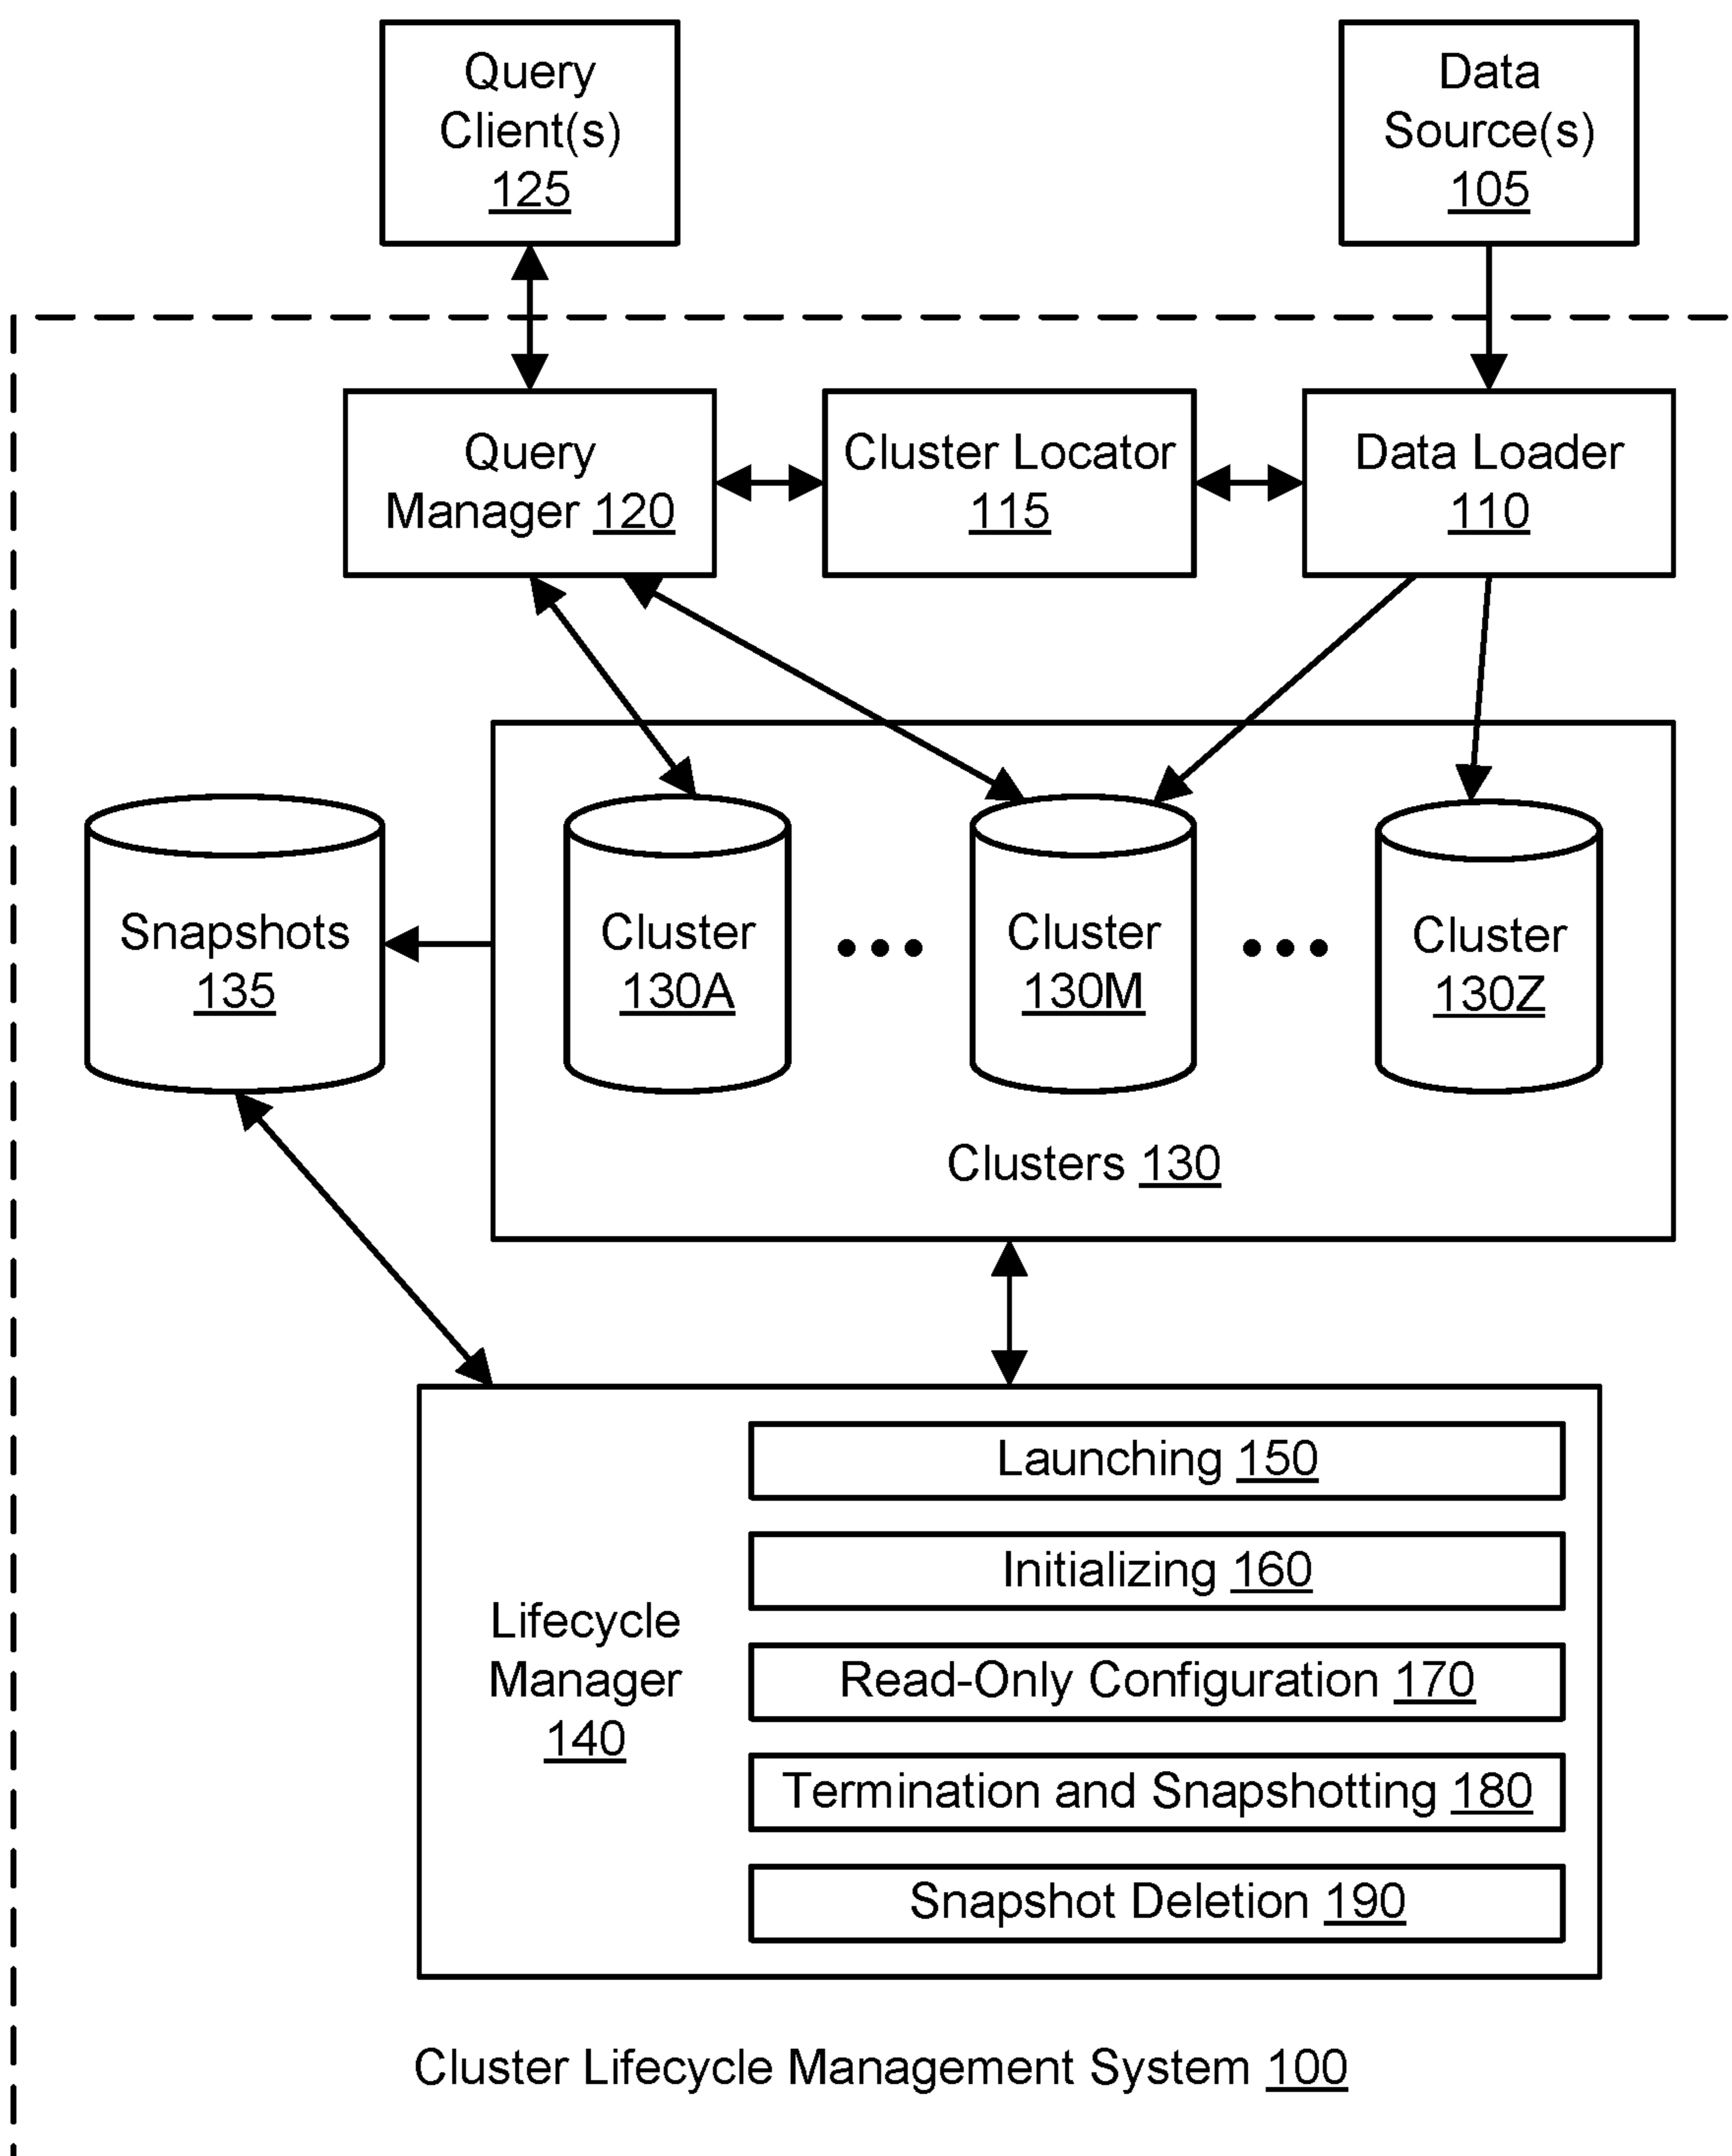 Query
Client(s)
125
Data
Source(s)
105
Query
Manager 120
Cluster Locator
115
Data Loader
110
Snapshots
135
Cluster
130A
Cluster
130M
Cluster
130Z
Clusters 130
Lifecycle
Manager
140
Launching 150
Initializing 160
Read-Only Configuration 170
Termination and Snapshotting 180
Snapshot Deletion 190
Cluster Lifecycle Management System 100